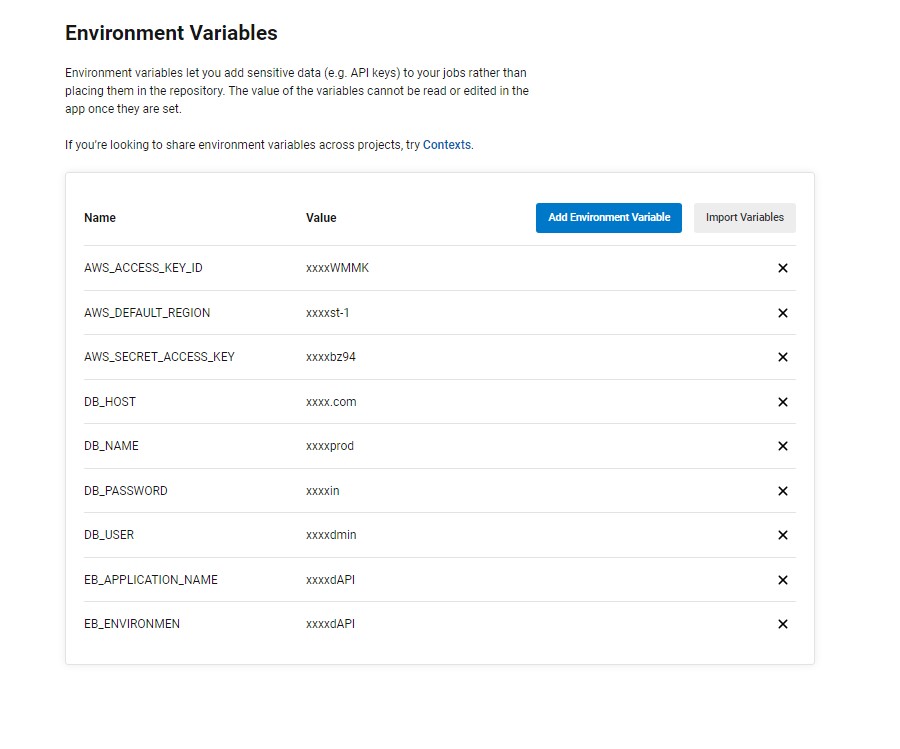 Environment Variables
Environment variables let you add sensitive data (e.g. API keys) to your jobs rather than
placing them in the repository. The value of the variables cannot be read or edited in the
app once they are set.
If you're looking to share environment variables across projects, try Contexts.
Name Value Add Environment Variable Import Variables
AWS_ACCESS_KEY_ID xxxxWMMK
AWS_DEFAULT_REGION xxxxst-1
AWS_SECRET_ACCESS_KEY xxxxbz94
DB_HOST xxxx.com
DB_NAME xxxxprod
DB_PASSWORD xxxxin
DB_USER xxxxdmin
EB_APPLICATION_NAME xxxxdAPI
EB_ENVIRONMEN xxxxdAPI